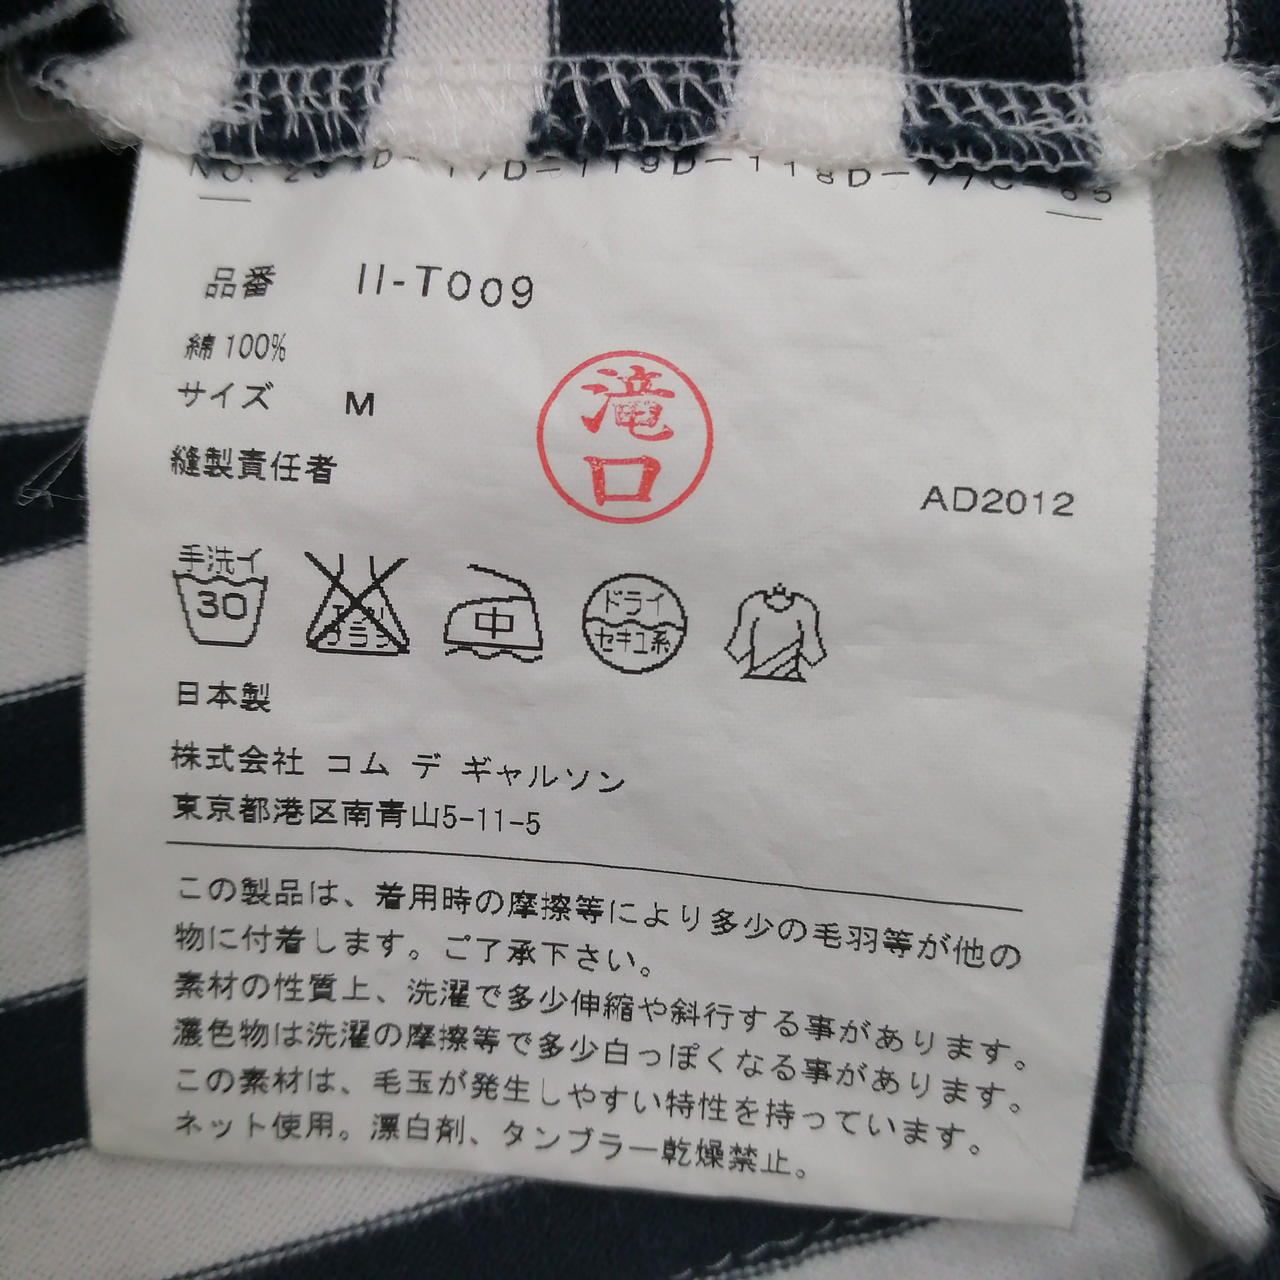 品番 II-T009
綿 100%
サイズ M
滝口
縫製責任者
AD2012
手洗イ
30
中
ドライ
セキユ系
日本製
株式会社 コム デ ギャルソン
東京都港区南青山5-11-5
この製品は、着用時の摩擦等により多少の毛羽等が他の
物に付着します。ご了承下さい。
素材の性質上、洗濯で多少伸縮や斜行する事があります。
濃色物は洗濯の摩擦等で多少白っぽくなる事があります。
この素材は、毛玉が発生しやすい特性を持っています。
ネット使用。漂白剤、タンブラー乾燥禁止。